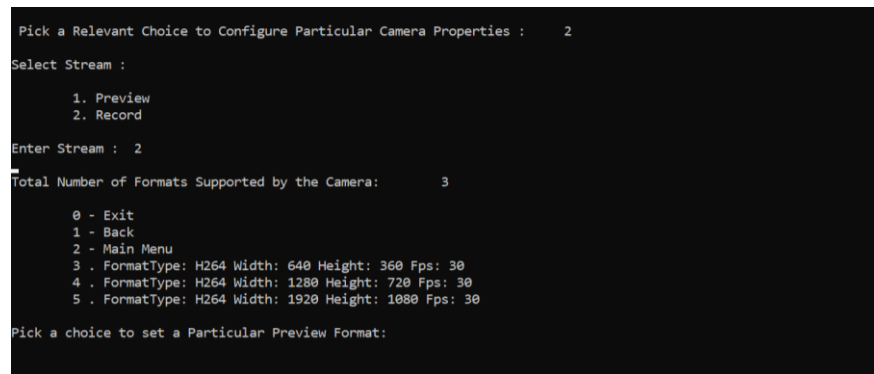 Pick a Relevant Choice to Configure Particular Camera Properties : 2
Select Stream :
1. Preview
2. Record
Enter Stream : 2
Total Number of Formats Supported by the Camera: 3
0 - Exit
1 - Back
2 - Main Menu
3 . FormatType: H264 Width: 640 Height: 360 Fps: 30
4 . FormatType: H264 Width: 1280 Height: 720 Fps: 30
5 . FormatType: H264 Width: 1920 Height: 1080 Fps: 30
Pick a choice to set a Particular Preview Format: